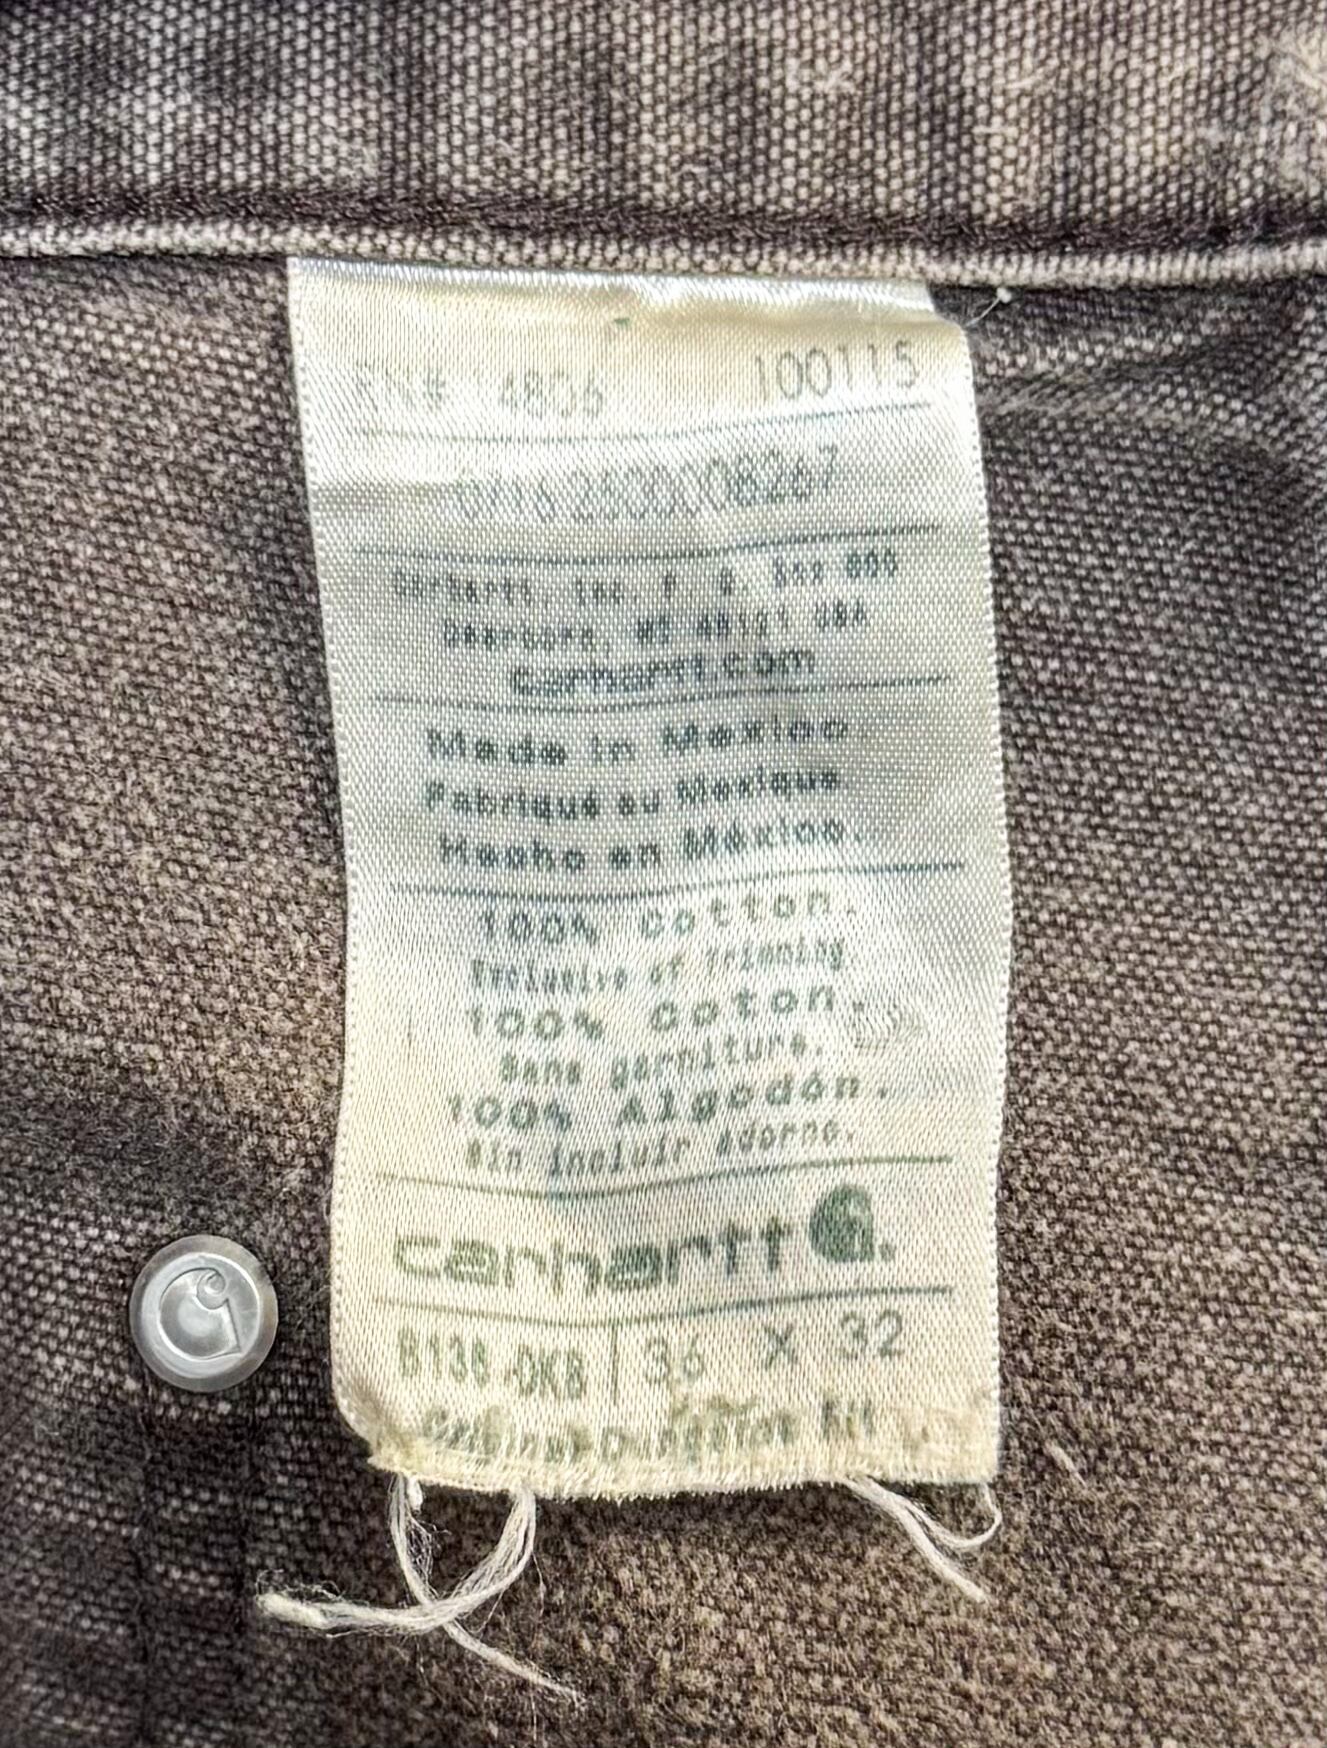 # 4806 100115
Carhartt, Inc. P. O. Box 600
Dearborn, MI 48121 USA
Carhartt.com
Made in Mexico
Fabriqué au Mexique
Hecho en México.
100% Cotton.
Exclusive of Trimming
100% Coton.
Sans garniture.
100% Algodón.
Sin incluir adorno.
carhartt
B136-DKB 36 X 32